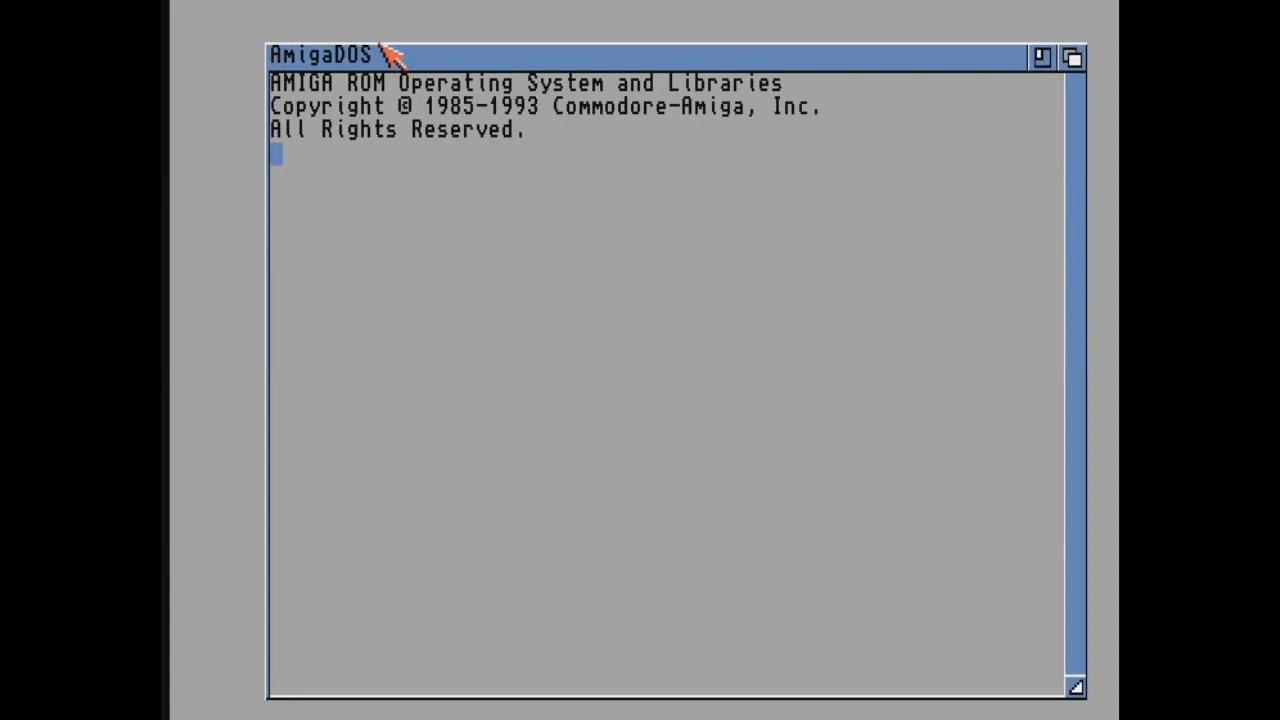 AmigaDOS
AMIGA ROM Operating System and Libraries
Copyright © 1985-1993 Commodore-Amiga, Inc.
All Rights Reserved.